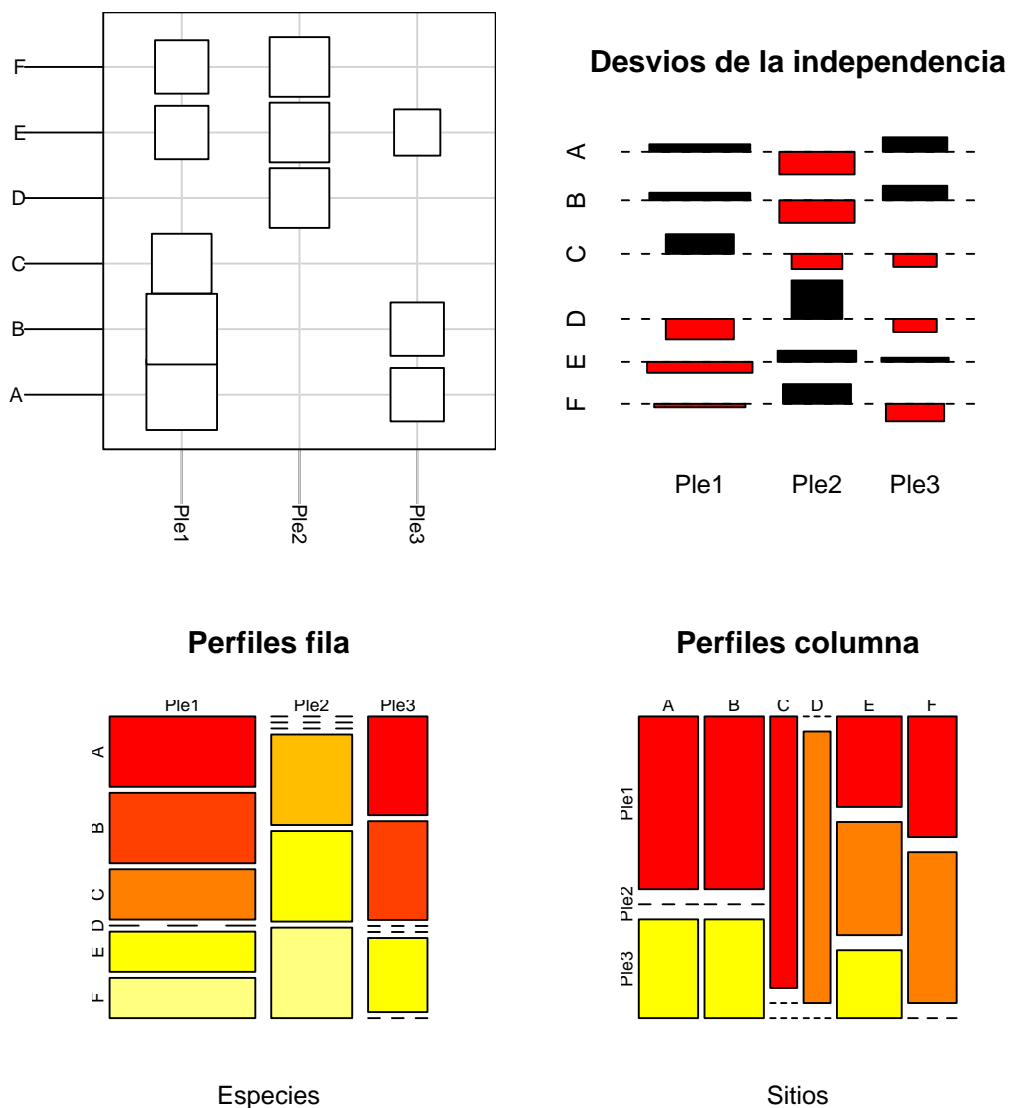 F
E
D
C
B
A
Ple1
Ple2
Ple3
Desvios de la independencia
A
B
C
D
E
F
Ple1 Ple2 Ple3
Perfiles fila
Ple1 Ple2 Ple3
A
B
C
D
E
F
Especies
Perfiles columna
A B C D E F
Ple1
Ple2
Ple3
Sitios